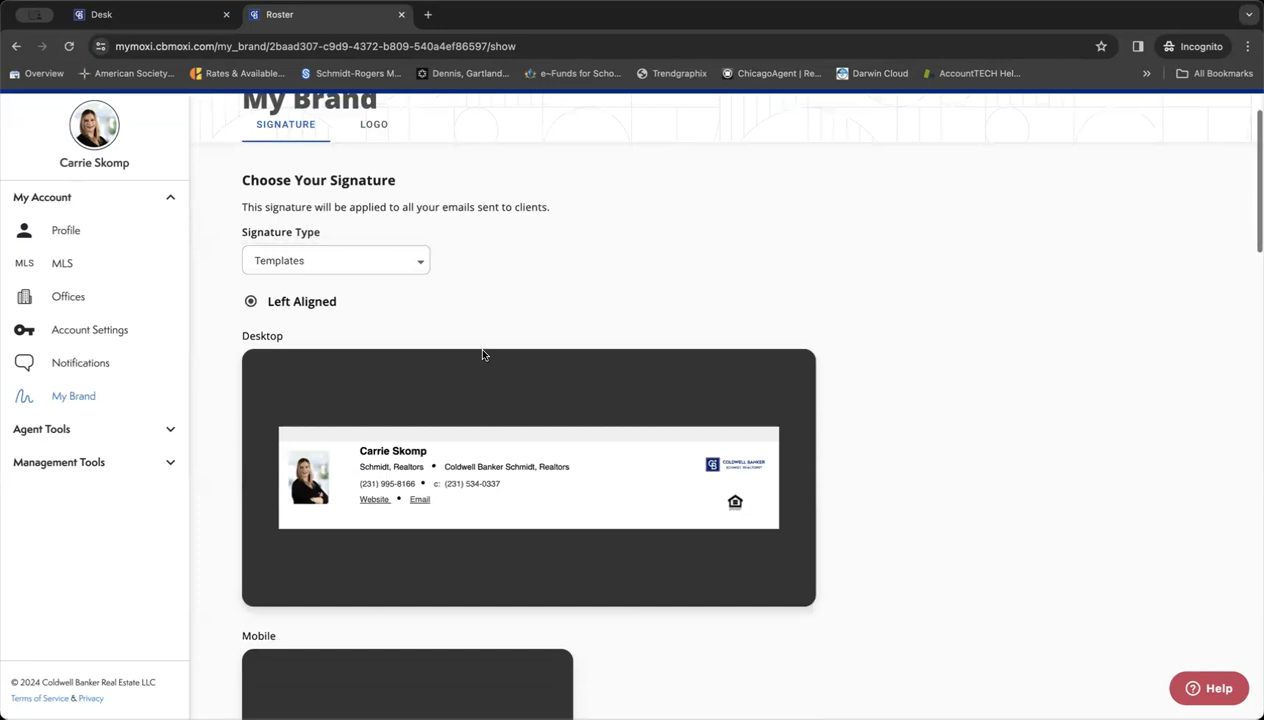 Desk
Roster
mymoxi.cbmoxi.com/my_brand/2baad307-c9d9-4372-b809-540a4ef86597/show
Incognito
Overview
American Society...
Rates & Available...
Schmidt-Rogers M...
Dennis, Gartland...
e~Funds for Scho...
Trendgraphix
ChicagoAgent | Re...
Darwin Cloud
AccountTECH Hel...
»
All Bookmarks
Carrie Skomp
My Account
Profile
MLS MLS
Offices
Account Settings
Notifications
My Brand
Agent Tools
Management Tools
© 2024 Coldwell Banker Real Estate LLC
Terms of Service & Privacy
My Brand
SIGNATURE LOGO
Choose Your Signature
This signature will be applied to all your emails sent to clients.
Signature Type
Templates
Left Aligned
Desktop
Carrie Skomp
Schmidt, Realtors • Coldwell Banker Schmidt, Realtors
(231) 995-8166 • c: (231) 534-0337
Website • Email
COLDWELL BANKER
SCHMIDT REALTORS
Mobile
Help